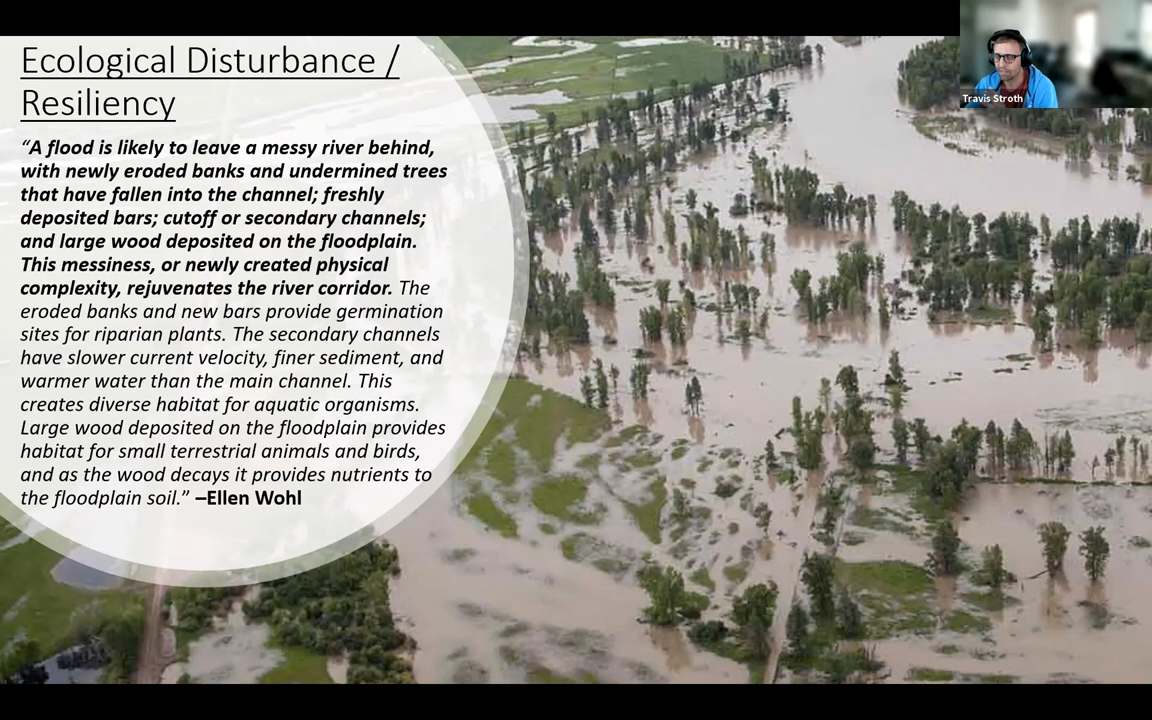 Ecological Disturbance /
Resiliency
“A flood is likely to leave a messy river behind,
with newly eroded banks and undermined trees
that have fallen into the channel; freshly
deposited bars; cutoff or secondary channels;
and large wood deposited on the floodplain.
This messiness, or newly created physical
complexity, rejuvenates the river corridor. The
eroded banks and new bars provide germination
sites for riparian plants. The secondary channels
have slower current velocity, finer sediment, and
warmer water than the main channel. This
creates diverse habitat for aquatic organisms.
Large wood deposited on the floodplain provides
habitat for small terrestrial animals and birds,
and as the wood decays it provides nutrients to
the floodplain soil.” –Ellen Wohl
Travis Stroth